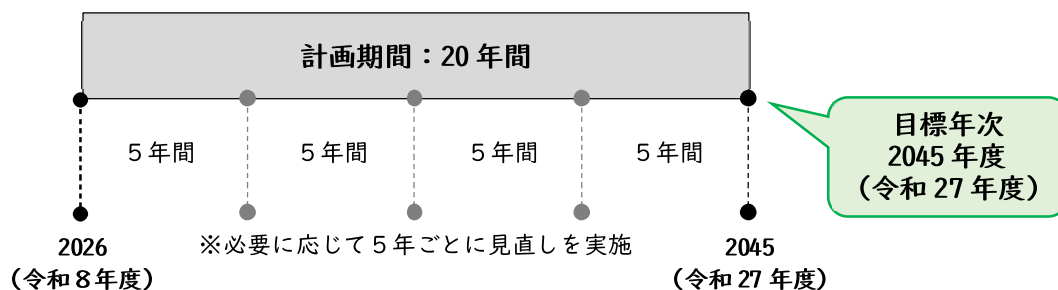 計画期間：20年間
５年間
５年間
５年間
５年間
目標年次
2045年度
（令和27年度）
※必要に応じて５年ごとに見直しを実施
2026
（令和８年度）
2045
（令和27年度）